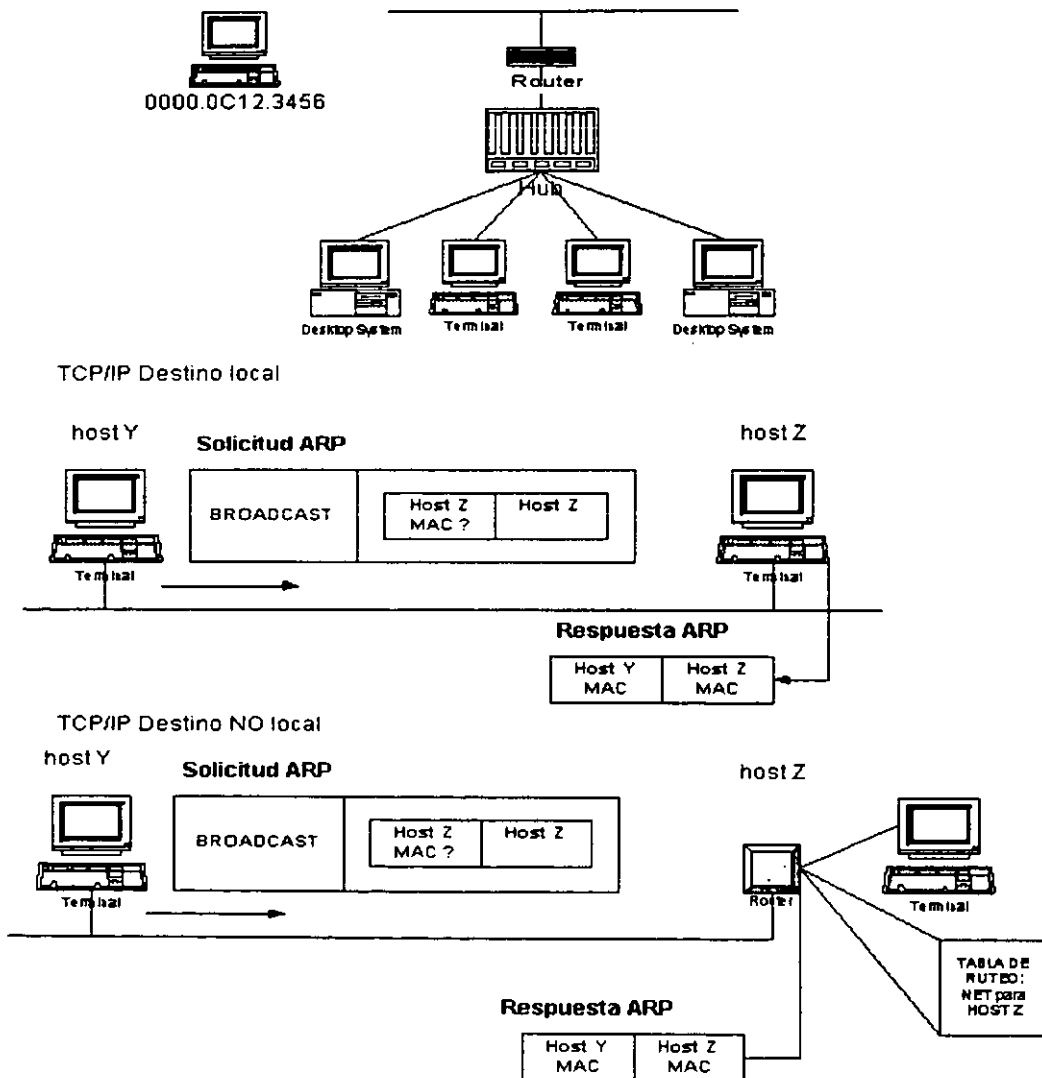 0000.0C12.3456
Router
Hub
Desktop System
Terminal
Terminal
Desktop System
TCP/IP Destino local
host Y
Solicitud ARP
host Z
BROADCAST
Host Z
MAC ?
Host Z
Terminal
Terminal
Respuesta ARP
Host Y
MAC
Host Z
MAC
TCP/IP Destino NO local
host Y
Solicitud ARP
host Z
BROADCAST
Host Z
MAC ?
Host Z
Terminal
Router
Terminal
TABLA DE
RUTEO:
NET para
HOST Z
Respuesta ARP
Host Y
MAC
Host Z
MAC